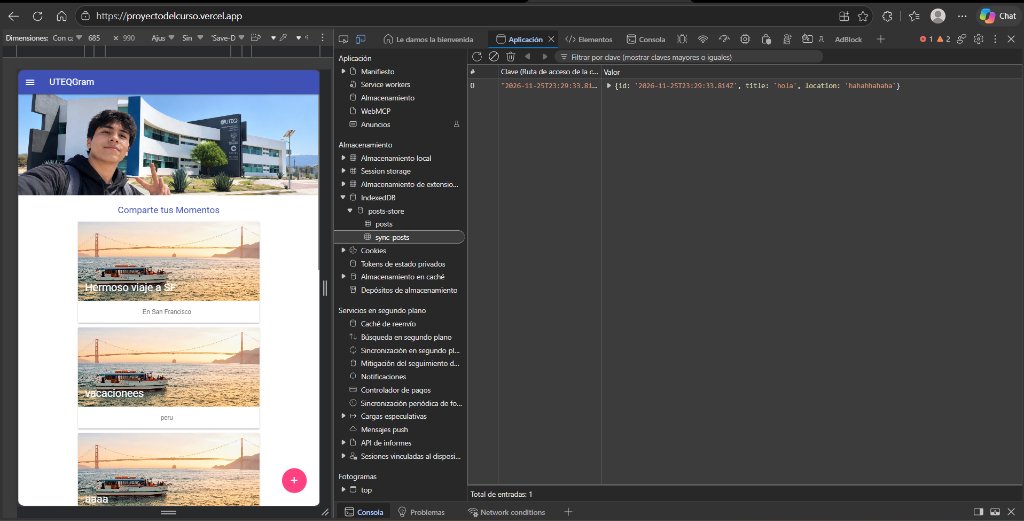 https://proyectodelcurso.vercel.app
Chat
Dimensiones: Con cá 685 × 990 Ajus Sin 'Save-D
Le damos la bienvenida
Aplicación
Elementos
Consola
AdBlock
1 2
Aplicación
Manifiesto
Service workers
Almacenamiento
WebMCP
Anuncios
Almacenamiento
Almacenamiento local
Session storage
Almacenamiento de extensio...
IndexedDB
posts-store
posts
sync-posts
Cookies
Tokens de estado privados
Almacenamiento en caché
Depósitos de almacenamiento
Servicios en segundo plano
Caché de reenvío
Búsqueda en segundo plano
Sincronización en segundo pl...
Mitigación del seguimiento d...
Notificaciones
Controlador de pagos
Sincronización periódica de fo...
Cargas especulativas
Mensajes push
API de informes
Sesiones vinculadas al disposi...
Fotogramas
top
Filtrar por clave (mostrar claves mayores o iguales)
# Clave (Ruta de acceso de la c... Valor
0 "2026-11-25T23:29:33.81... {id: '2026-11-25T23:29:33.814Z', title: 'hola', location: 'hahahhahaha'}
Total de entradas: 1
Consola
Problemas
Network conditions
UTEQGram
UTEQ
Comparte tus Momentos
Hermoso viaje a SF
En San Francisco
vacacionees
peru
aaaa
+